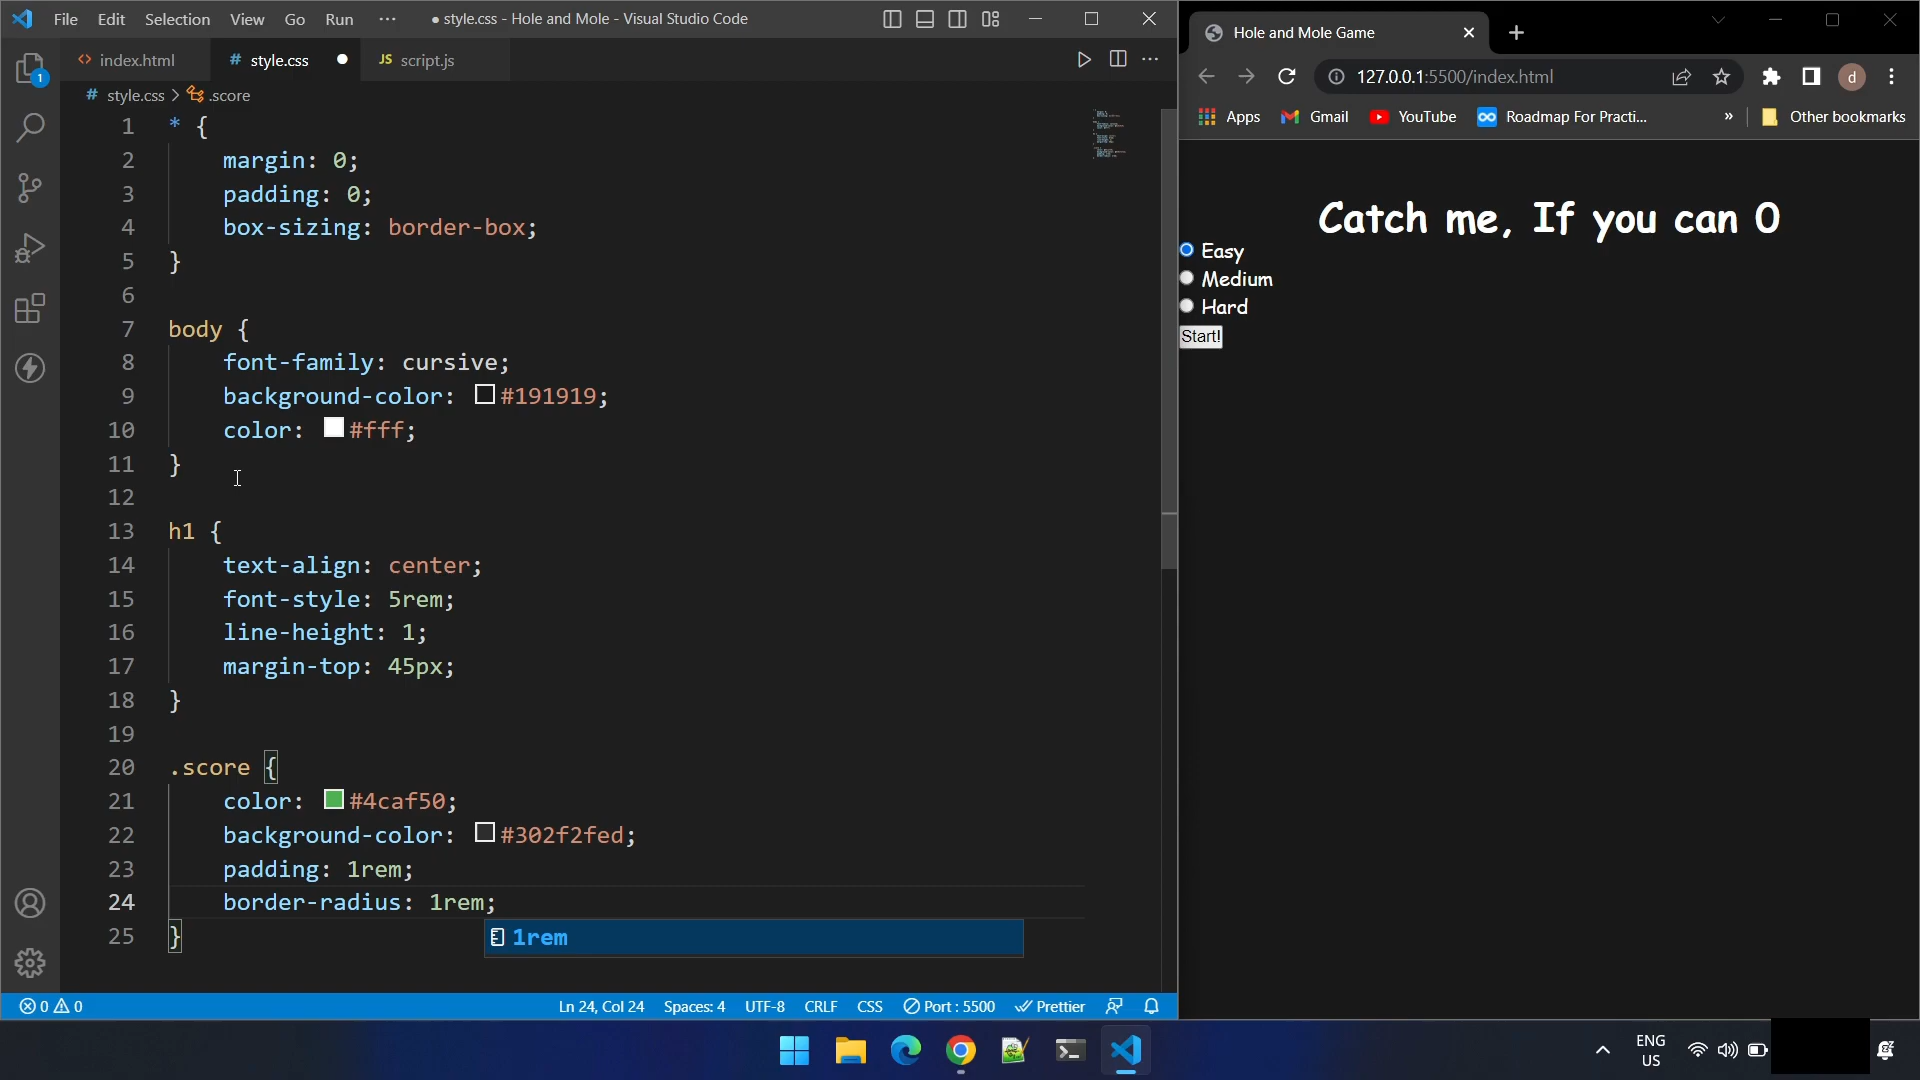 File Edit Selection View Go Run ··· ● style.css - Hole and Mole - Visual Studio Code
<> index.html # style.css ● JS script.js
# style.css > .score
1 * {
2 margin: 0;
3 padding: 0;
4 box-sizing: border-box;
5 }
6
7 body {
8 font-family: cursive;
9 background-color: #191919;
10 color: #fff;
11 }
12
13 h1 {
14 text-align: center;
15 font-style: 5rem;
16 line-height: 1;
17 margin-top: 45px;
18 }
19
20 .score {
21 color: #4caf50;
22 background-color: #302f2fed;
23 padding: 1rem;
24 border-radius: 1rem;
25 }
1rem
1
0 0 Ln 24, Col 24 Spaces: 4 UTF-8 CRLF CSS Port : 5500 Prettier
Hole and Mole Game
127.0.0.1:5500/index.html d
Apps Gmail YouTube Roadmap For Practi... » Other bookmarks
Catch me, If you can 0
Easy
Medium
Hard
Start!
ENG
US